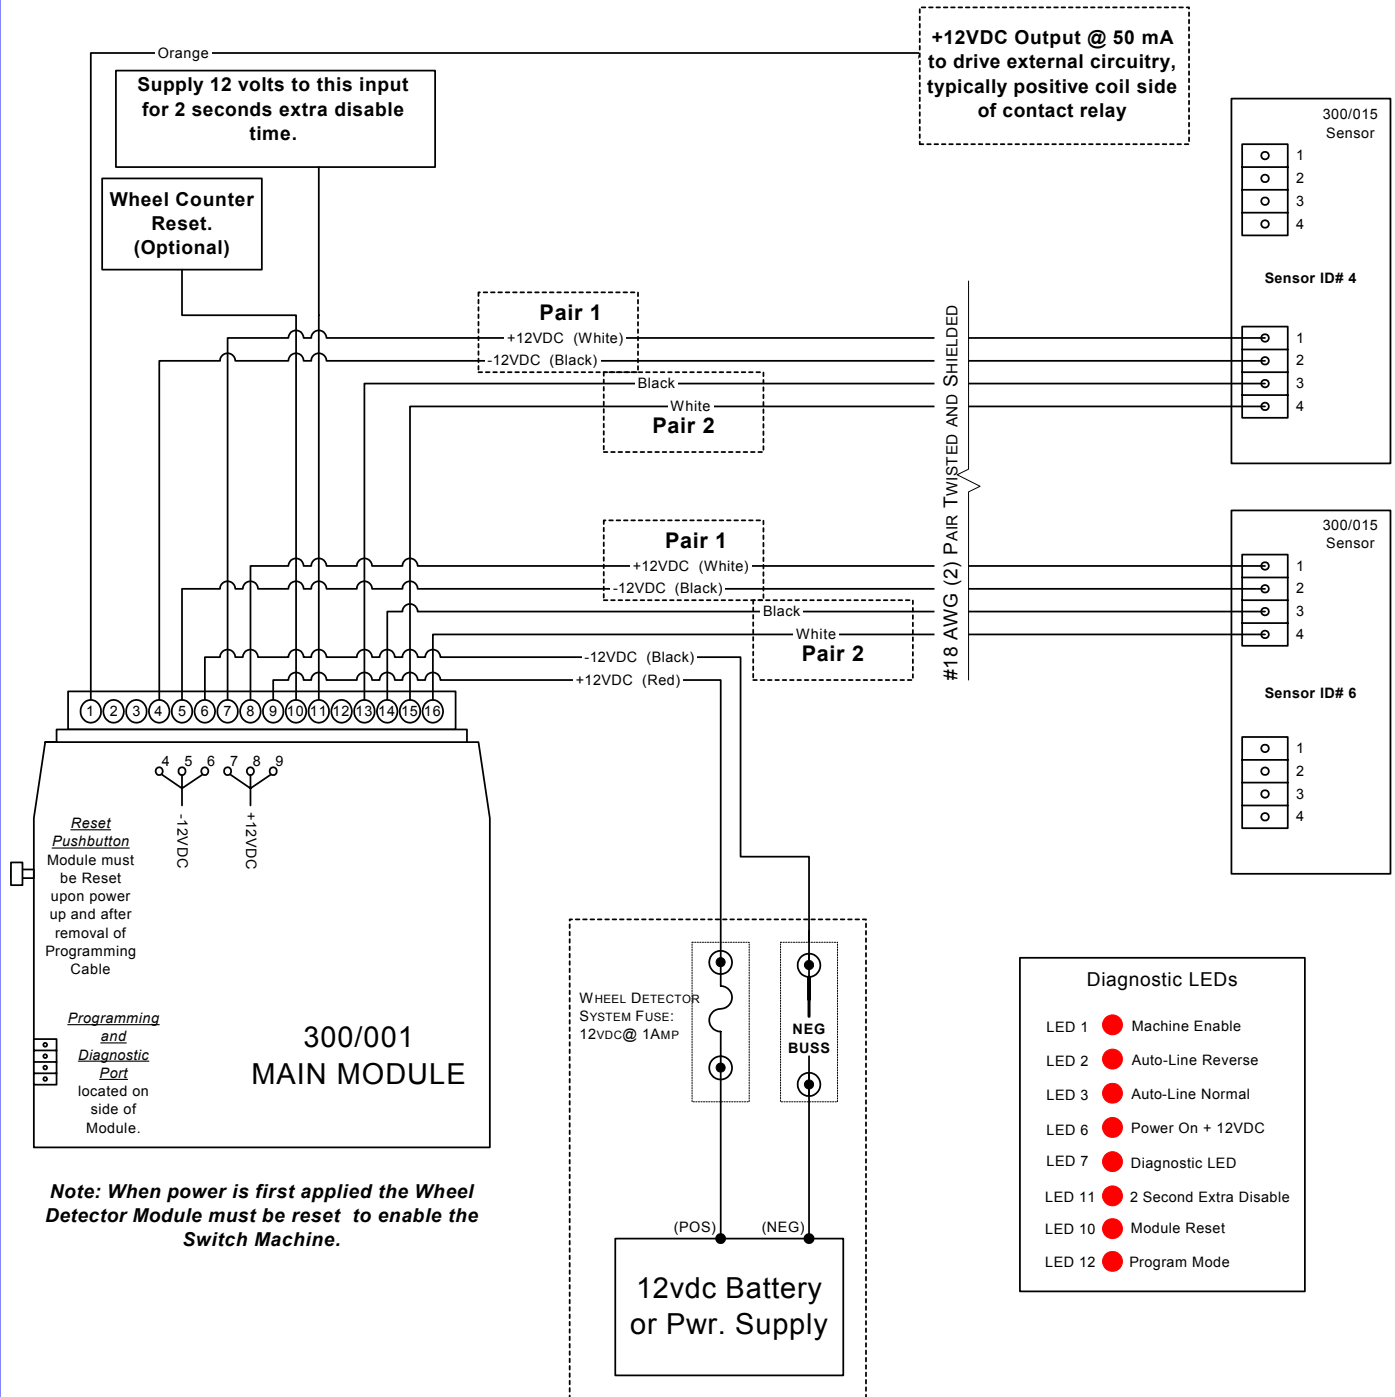 Orange
+12VDC Output @ 50 mA
to drive external circuitry,
typically positive coil side
of contact relay
Supply 12 volts to this input
for 2 seconds extra disable
time.
Wheel Counter
Reset.
(Optional)
300/015
Sensor
1
2
3
4
Sensor ID# 4
1
2
3
4
Pair 1
+12VDC (White)
-12VDC (Black)
Black
White
Pair 2
#18 AWG (2) Pair Twisted and Shielded
Pair 1
+12VDC (White)
-12VDC (Black)
Black
White
Pair 2
-12VDC (Black)
+12VDC (Red)
300/015
Sensor
1
2
3
4
Sensor ID# 6
1
2
3
4
1 2 3 4 5 6 7 8 9 10 11 12 13 14 15 16
4 5 6 7 8 9
-12VDC
+12VDC
Reset
Pushbutton
Module must
be Reset
upon power
up and after
removal of
Programming
Cable
Programming
and
Diagnostic
Port
located on
side of
Module.
300/001
MAIN MODULE
Note: When power is first applied the Wheel
Detector Module must be reset to enable the
Switch Machine.
Wheel Detector
System Fuse:
12vdc@ 1Amp
NEG
BUSS
(POS)
(NEG)
12vdc Battery
or Pwr. Supply
Diagnostic LEDs
LED 1 Machine Enable
LED 2 Auto-Line Reverse
LED 3 Auto-Line Normal
LED 6 Power On + 12VDC
LED 7 Diagnostic LED
LED 11 2 Second Extra Disable
LED 10 Module Reset
LED 12 Program Mode